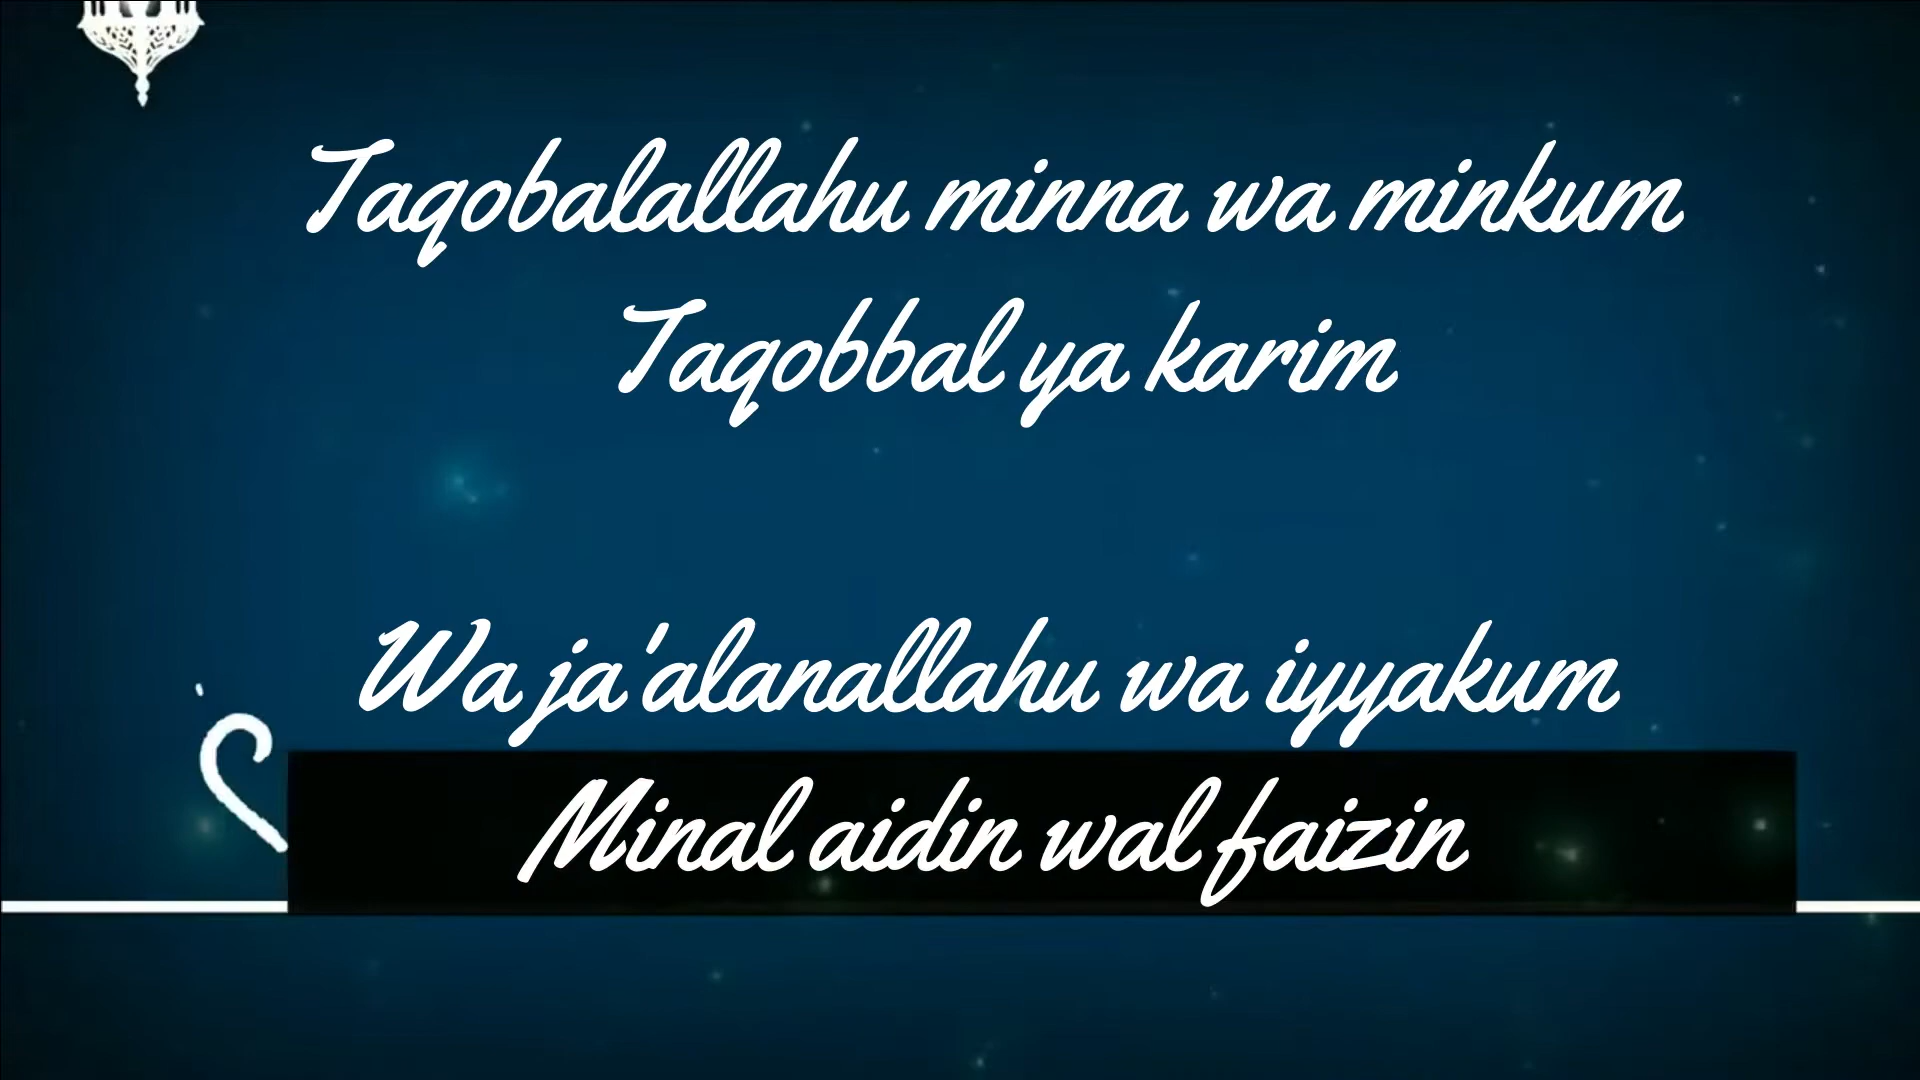 Taqobalallahu minna wa minkum
Taqobbal ya karim
Wa ja'alanallahu wa iyyakum
Minal aidin wal faizin